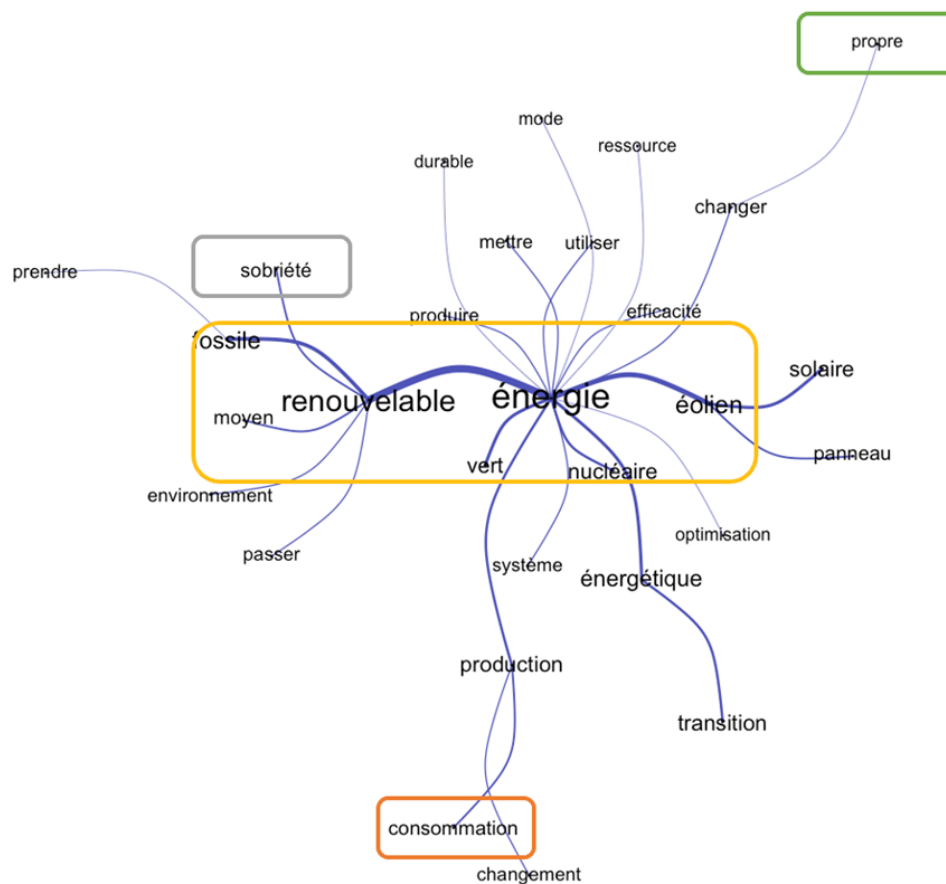 propre
mode
ressource
durable
changer
mettre
utiliser
sobriété
prendre
produire
efficacité
fossile
solaire
renouvelable
énergie
éolien
moyen
panneau
vert
nucléaire
environnement
optimisation
passer
système
énergétique
production
transition
consommation
changement